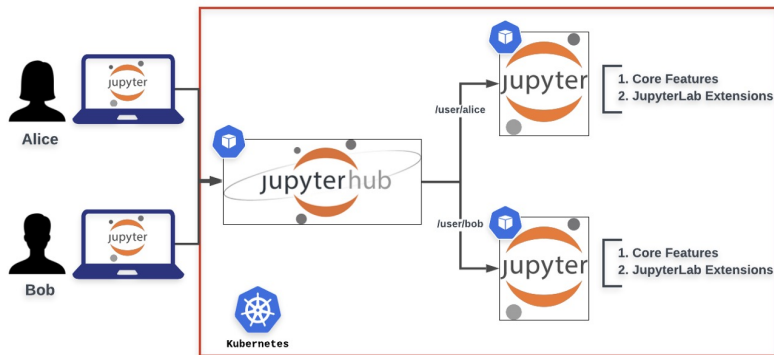 jupyter
Alice
jupyter
Bob
jupyterhub
/user/alice
/user/bob
jupyter
1. Core Features
2. JupyterLab Extensions
jupyter
1. Core Features
2. JupyterLab Extensions
Kubernetes